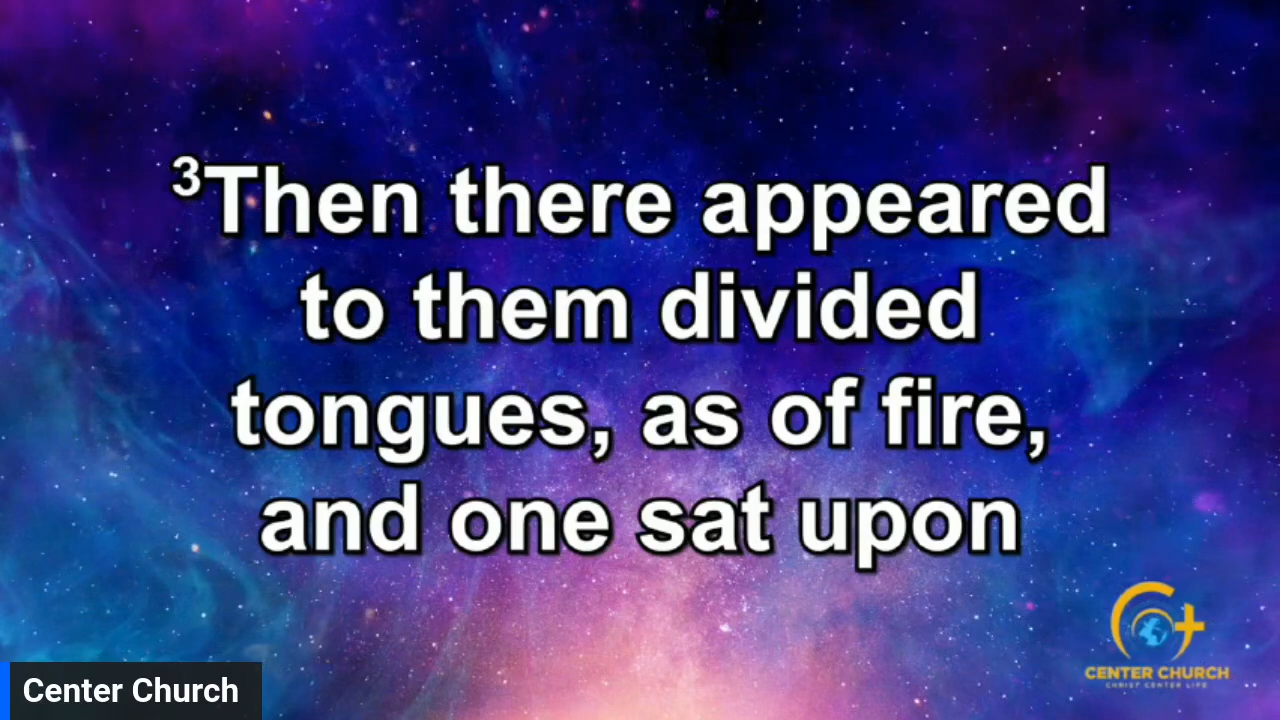 ³Then there appeared
to them divided
tongues, as of fire,
and one sat upon
CENTER CHURCH
CHRIST CENTER LIFE
Center Church